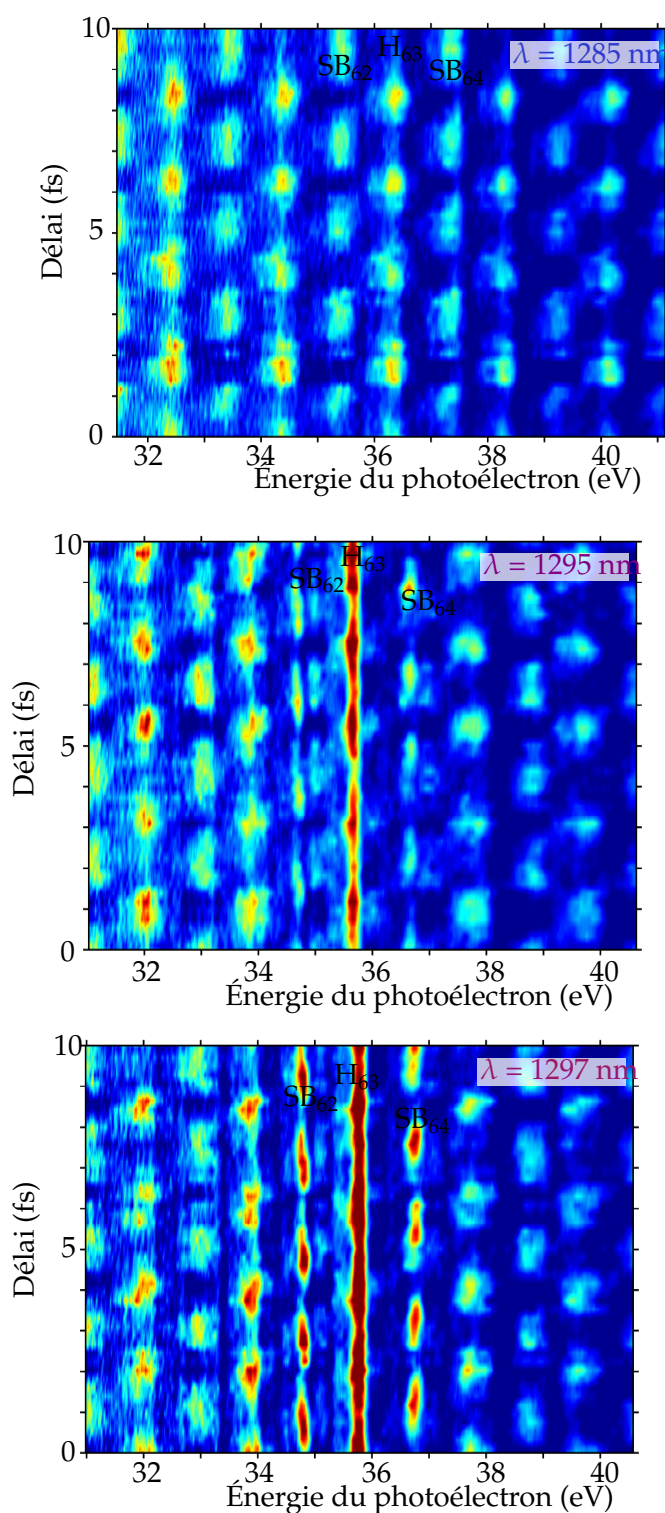 10
SB₆₂
H₆₃
SB₆₄
λ = 1285 nm
5
0
Délai (fs)
32 34 36 38 40
Énergie du photoélectron (eV)
10
SB₆₂
H₆₃
SB₆₄
λ = 1295 nm
5
0
Délai (fs)
32 34 36 38 40
Énergie du photoélectron (eV)
10
SB₆₂
H₆₃
SB₆₄
λ = 1297 nm
5
0
Délai (fs)
32 34 36 38 40
Énergie du photoélectron (eV)